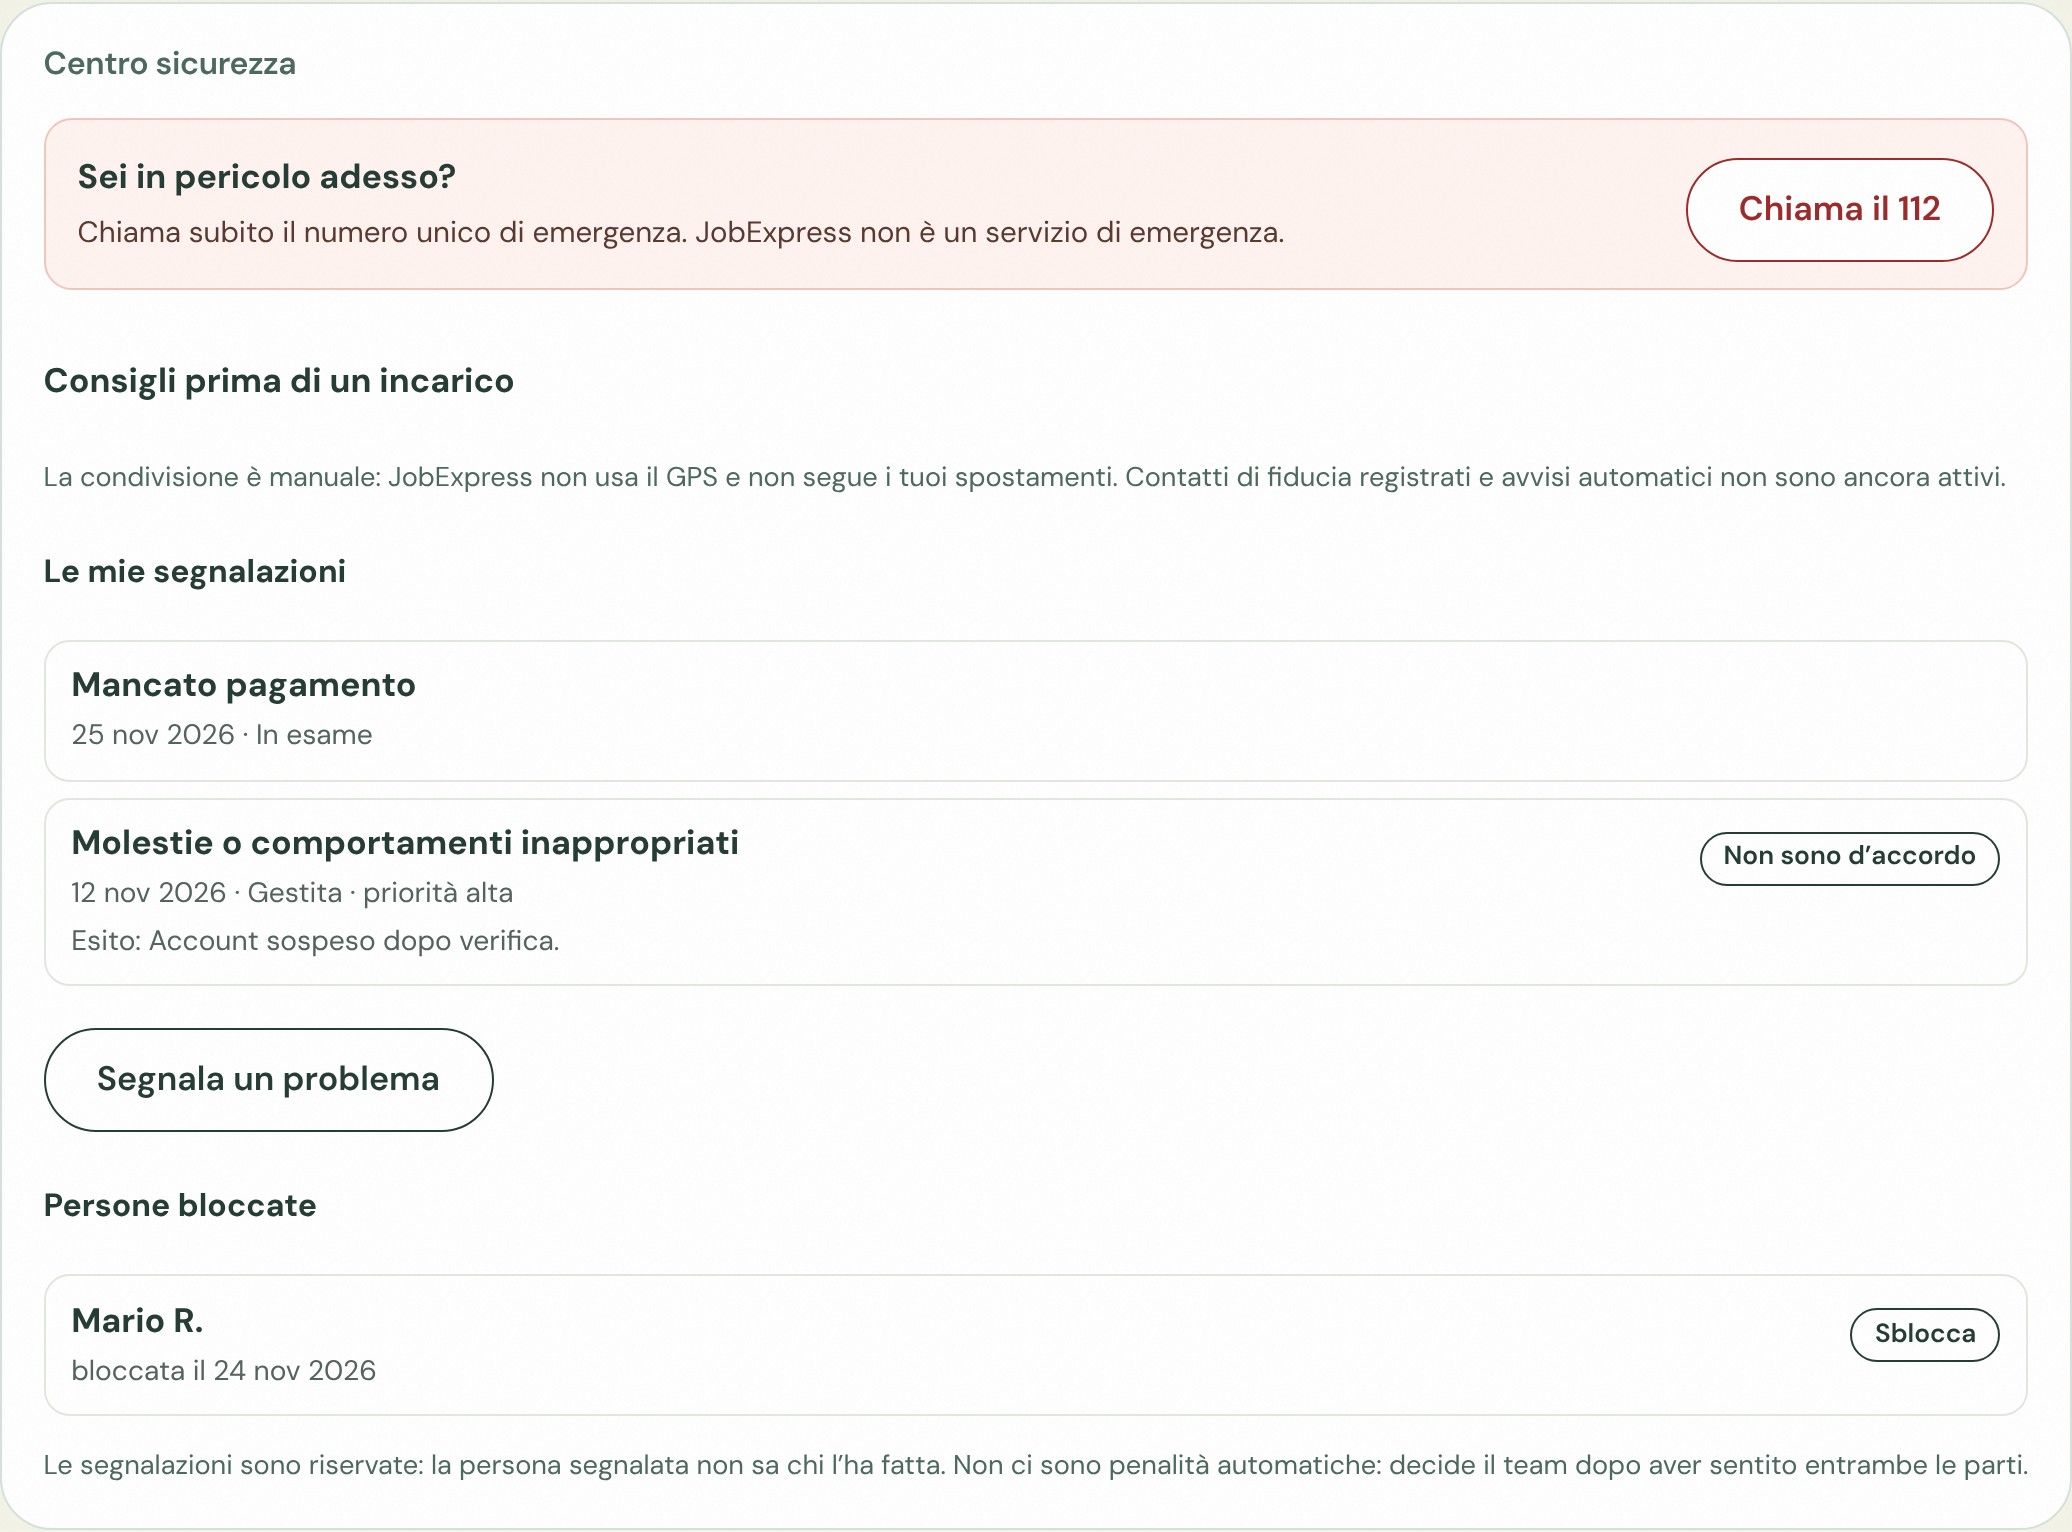 Centro sicurezza
Sei in pericolo adesso?
Chiama subito il numero unico di emergenza. JobExpress non è un servizio di emergenza.
Chiama il 112
Consigli prima di un incarico
La condivisione è manuale: JobExpress non usa il GPS e non segue i tuoi spostamenti. Contatti di fiducia registrati e avvisi automatici non sono ancora attivi.
Le mie segnalazioni
Mancato pagamento
25 nov 2026 · In esame
Molestie o comportamenti inappropriati
12 nov 2026 · Gestita · priorità alta
Esito: Account sospeso dopo verifica.
Non sono d’accordo
Segnala un problema
Persone bloccate
Mario R.
bloccata il 24 nov 2026
Sblocca
Le segnalazioni sono riservate: la persona segnalata non sa chi l’ha fatta. Non ci sono penalità automatiche: decide il team dopo aver sentito entrambe le parti.